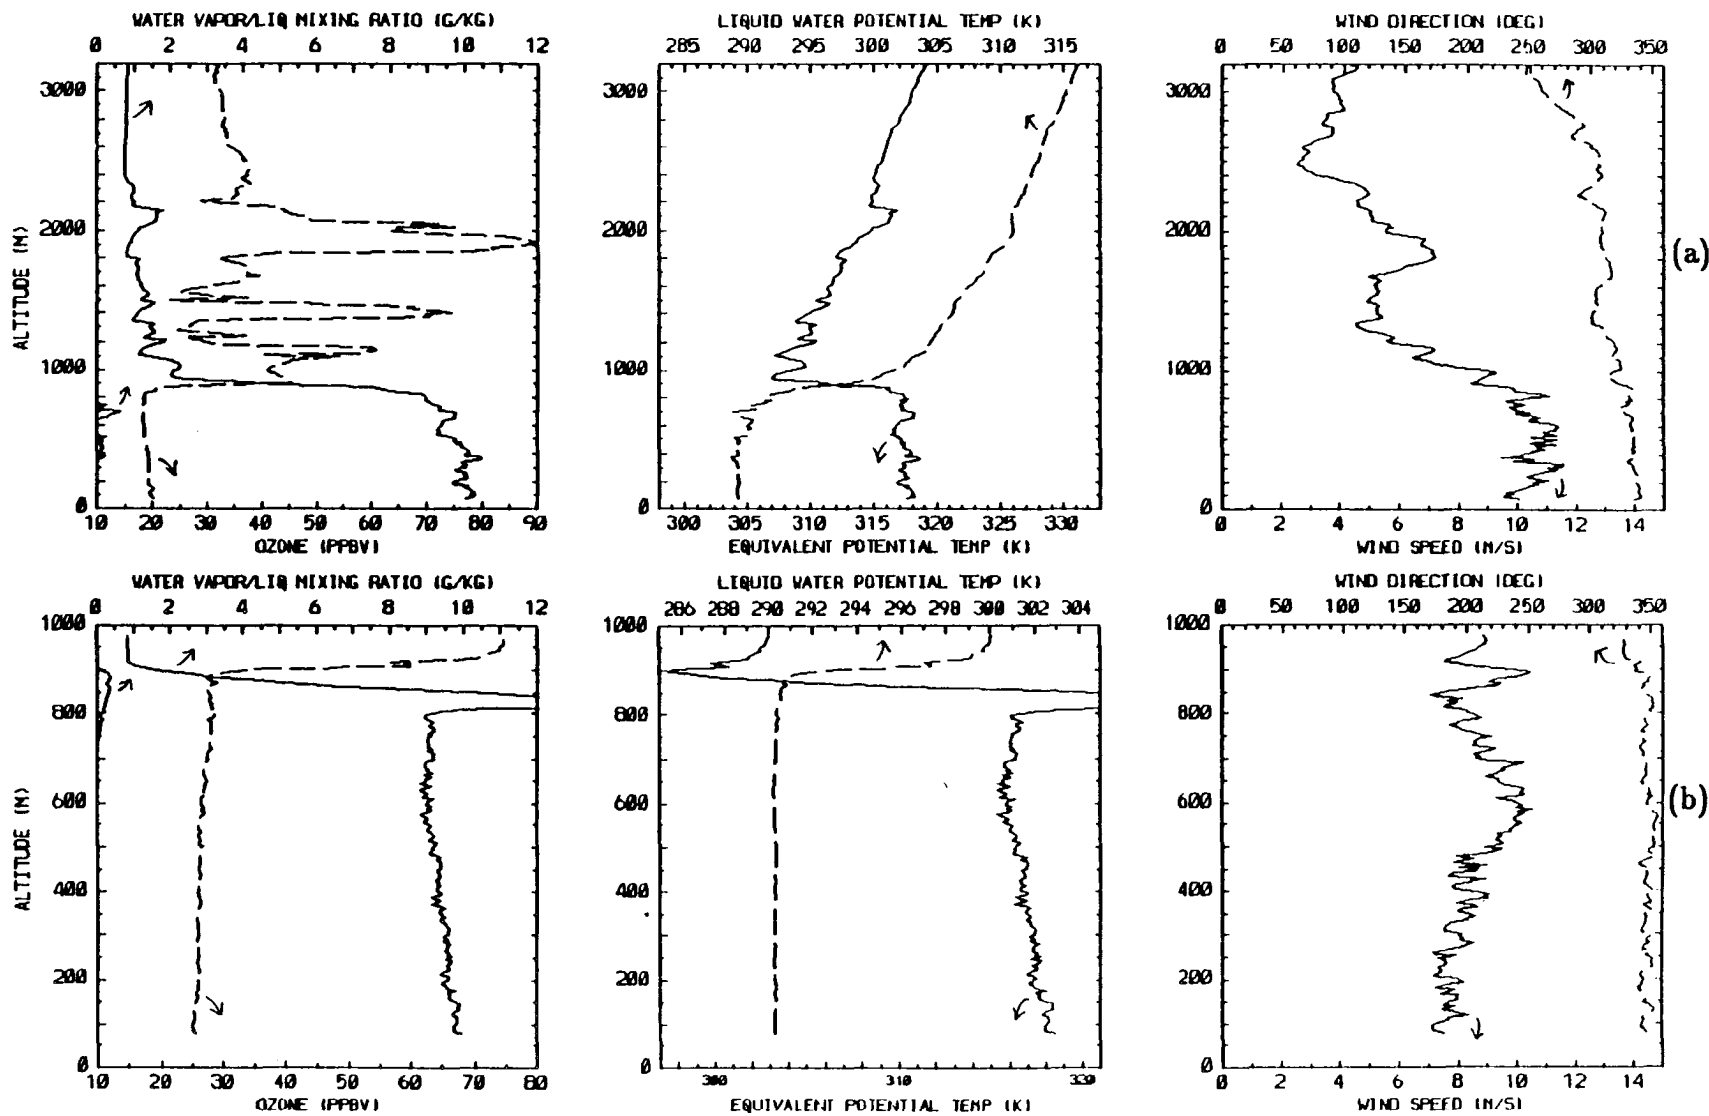 WATER VAPOR/LIQ MIXING RATIO (G/KG)
0 2 4 6 8 10 12
3000
2000
1000
0
ALTITUDE (M)
10 20 30 40 50 60 70 80 90
OZONE (PPBV)
LIQUID WATER POTENTIAL TEMP (K)
285 290 295 300 305 310 315
3000
2000
1000
0
300 305 310 315 320 325 330
EQUIVALENT POTENTIAL TEMP (K)
WIND DIRECTION (DEG)
0 50 100 150 200 250 300 350
3000
2000
1000
0
0 2 4 6 8 10 12 14
WIND SPEED (M/S)
(a)
WATER VAPOR/LIQ MIXING RATIO (G/KG)
0 2 4 6 8 10 12
1000
800
600
400
200
0
ALTITUDE (M)
10 20 30 40 50 60 70 80
OZONE (PPBV)
LIQUID WATER POTENTIAL TEMP (K)
286 288 290 292 294 296 298 300 302 304
1000
800
600
400
200
0
300 310 320
EQUIVALENT POTENTIAL TEMP (K)
WIND DIRECTION (DEG)
0 50 100 150 200 250 300 350
1000
800
600
400
200
0
0 2 4 6 8 10 12 14
WIND SPEED (M/S)
(b)